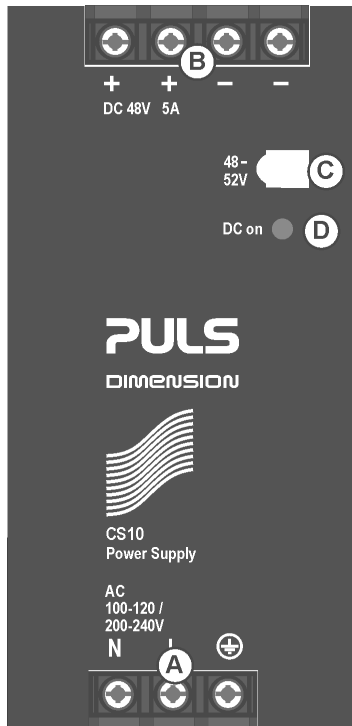 B
+ + − −
DC 48V 5A
48–
52V
C
DC on D
PULS
DIMENSION
CS10
Power Supply
AC
100-120 /
200-240V
N
A